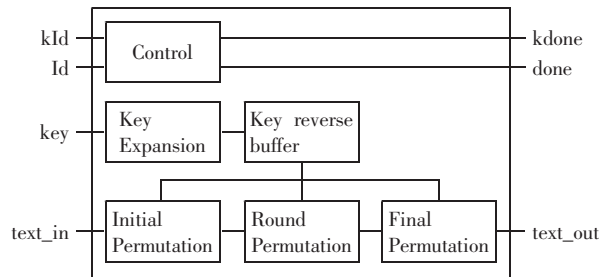 kId
Control
kdone
Id
done
key
Key
Expansion
Key reverse
buffer
text_in
Initial
Permutation
Round
Permutation
Final
Permutation
text_out